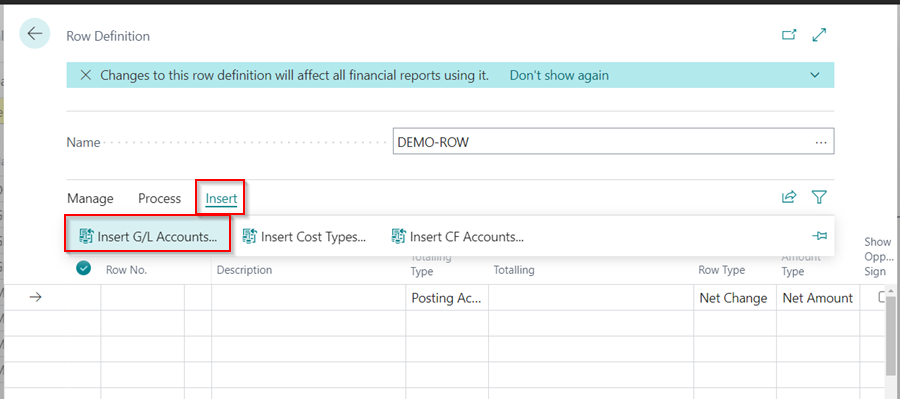 Row Definition
Changes to this row definition will affect all financial reports using it. Don't show again
Name
DEMO-ROW
Manage Process Insert
Insert G/L Accounts... Insert Cost Types... Insert CF Accounts...
Row No. Description Totalling Type Totalling Row Type Amount Type Show Opp... Sign
Posting Ac... Net Change Net Amount